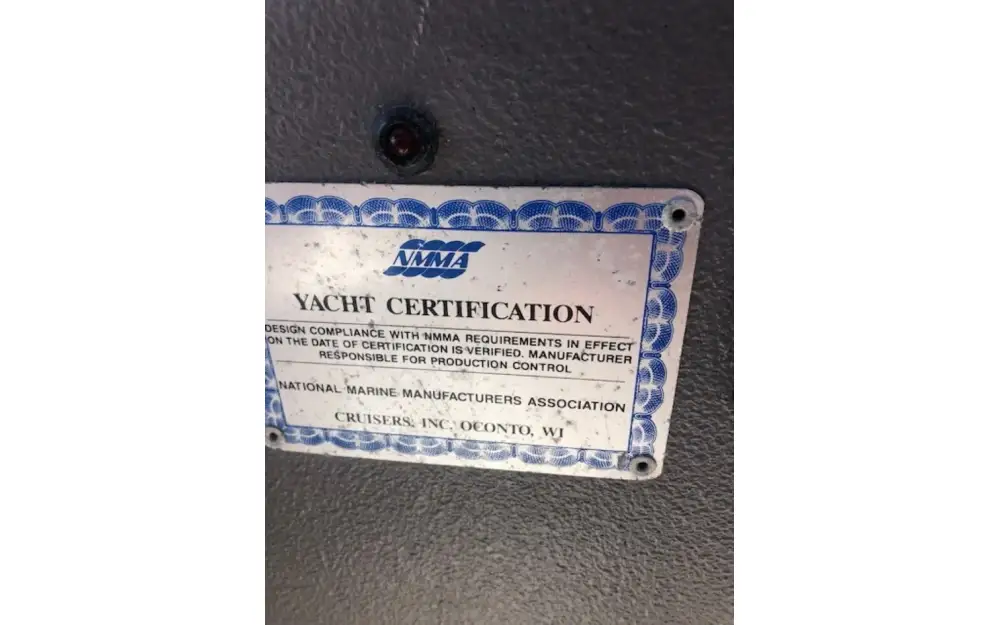 NMMA
YACHT CERTIFICATION
DESIGN COMPLIANCE WITH NMMA REQUIREMENTS IN EFFECT
ON THE DATE OF CERTIFICATION IS VERIFIED. MANUFACTURER
RESPONSIBLE FOR PRODUCTION CONTROL
NATIONAL MARINE MANUFACTURERS ASSOCIATION
CRUISERS, INC. OCONTO, WI